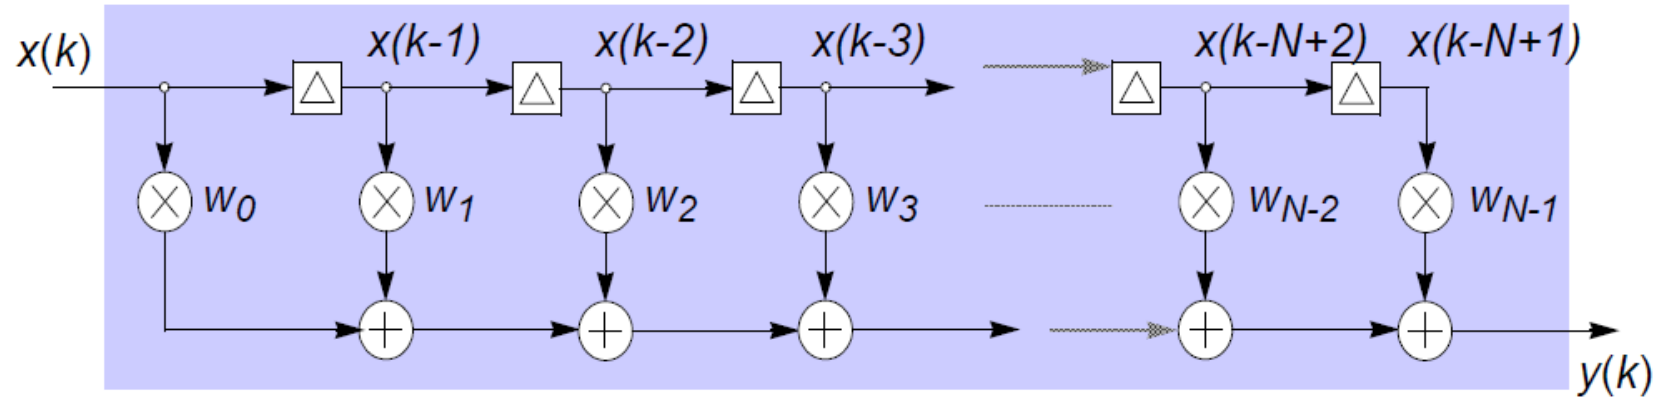 x(k) x(k-1) x(k-2) x(k-3) x(k-N+2) x(k-N+1)
w0 w1 w2 w3 wN-2 wN-1
y(k)